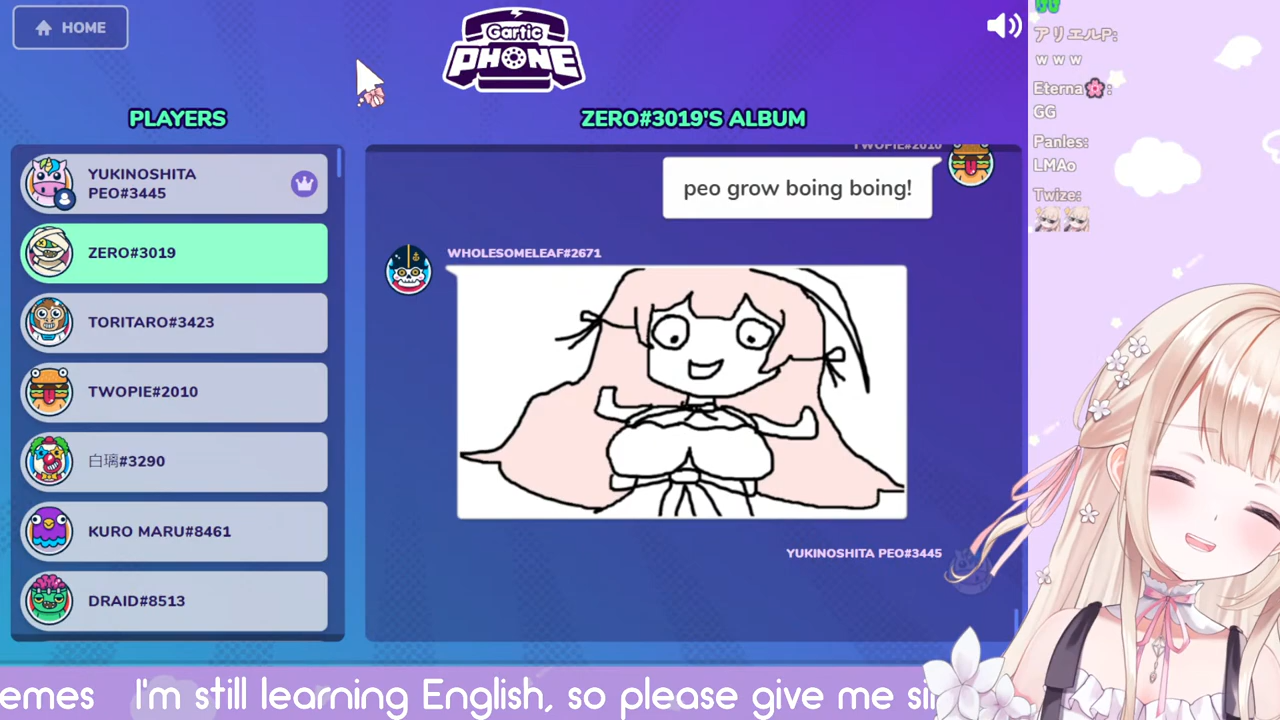 HOME
Gartic
PHONE
PLAYERS
ZERO#3019'S ALBUM
YUKINOSHITA
PEO#3445
ZERO#3019
TORITARO#3423
TWOPIE#2010
白璃#3290
KURO MARU#8461
DRAID#8513
TWOPIE#2010
peo grow boing boing!
WHOLESOMELEAF#2671
YUKINOSHITA PEO#3445
アリエルP:
w w w
Eterna🌸:
GG
Panles:
LMAo
Twize:
emes I'm still learning English, so please give me si